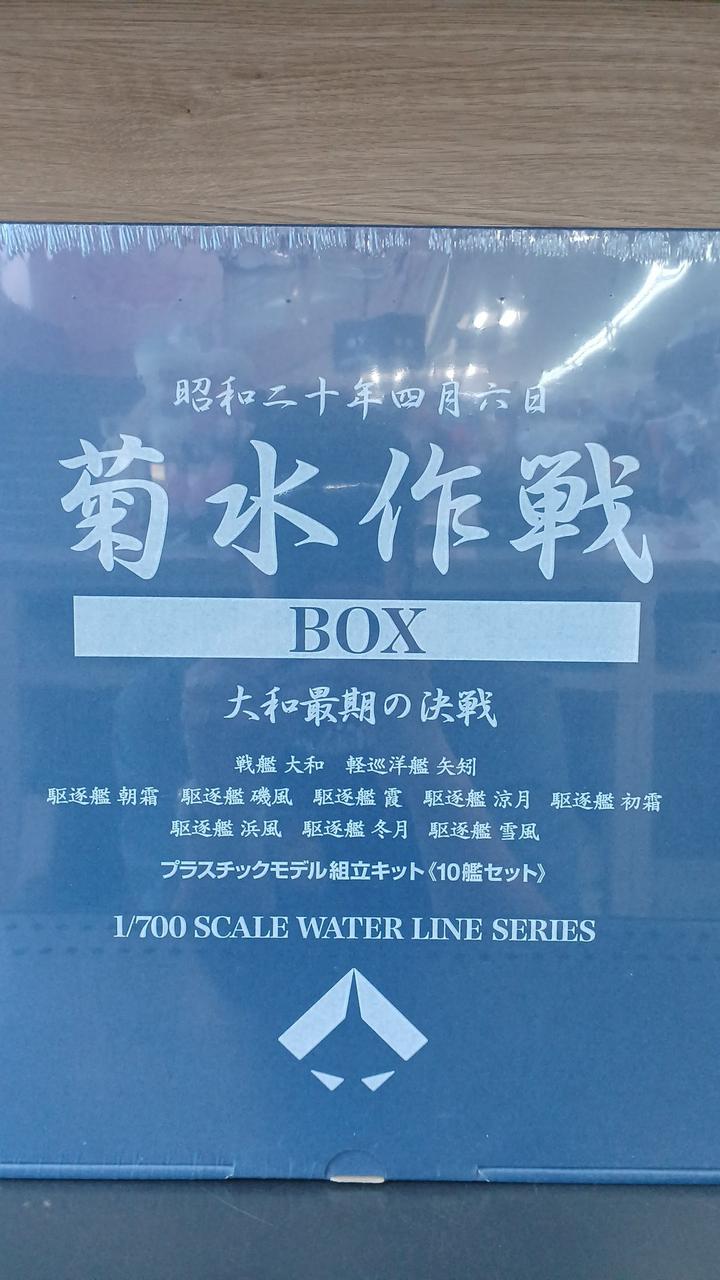 昭和二十年四月六日
菊水作戦
BOX
大和最期の決戦
戦艦 大和　軽巡洋艦 矢矧
駆逐艦 朝霜　駆逐艦 磯風　駆逐艦 霞　駆逐艦 涼月　駆逐艦 初霜
駆逐艦 浜風　駆逐艦 冬月　駆逐艦 雪風
プラスチックモデル組立キット《10艦セット》
1/700 SCALE WATER LINE SERIES